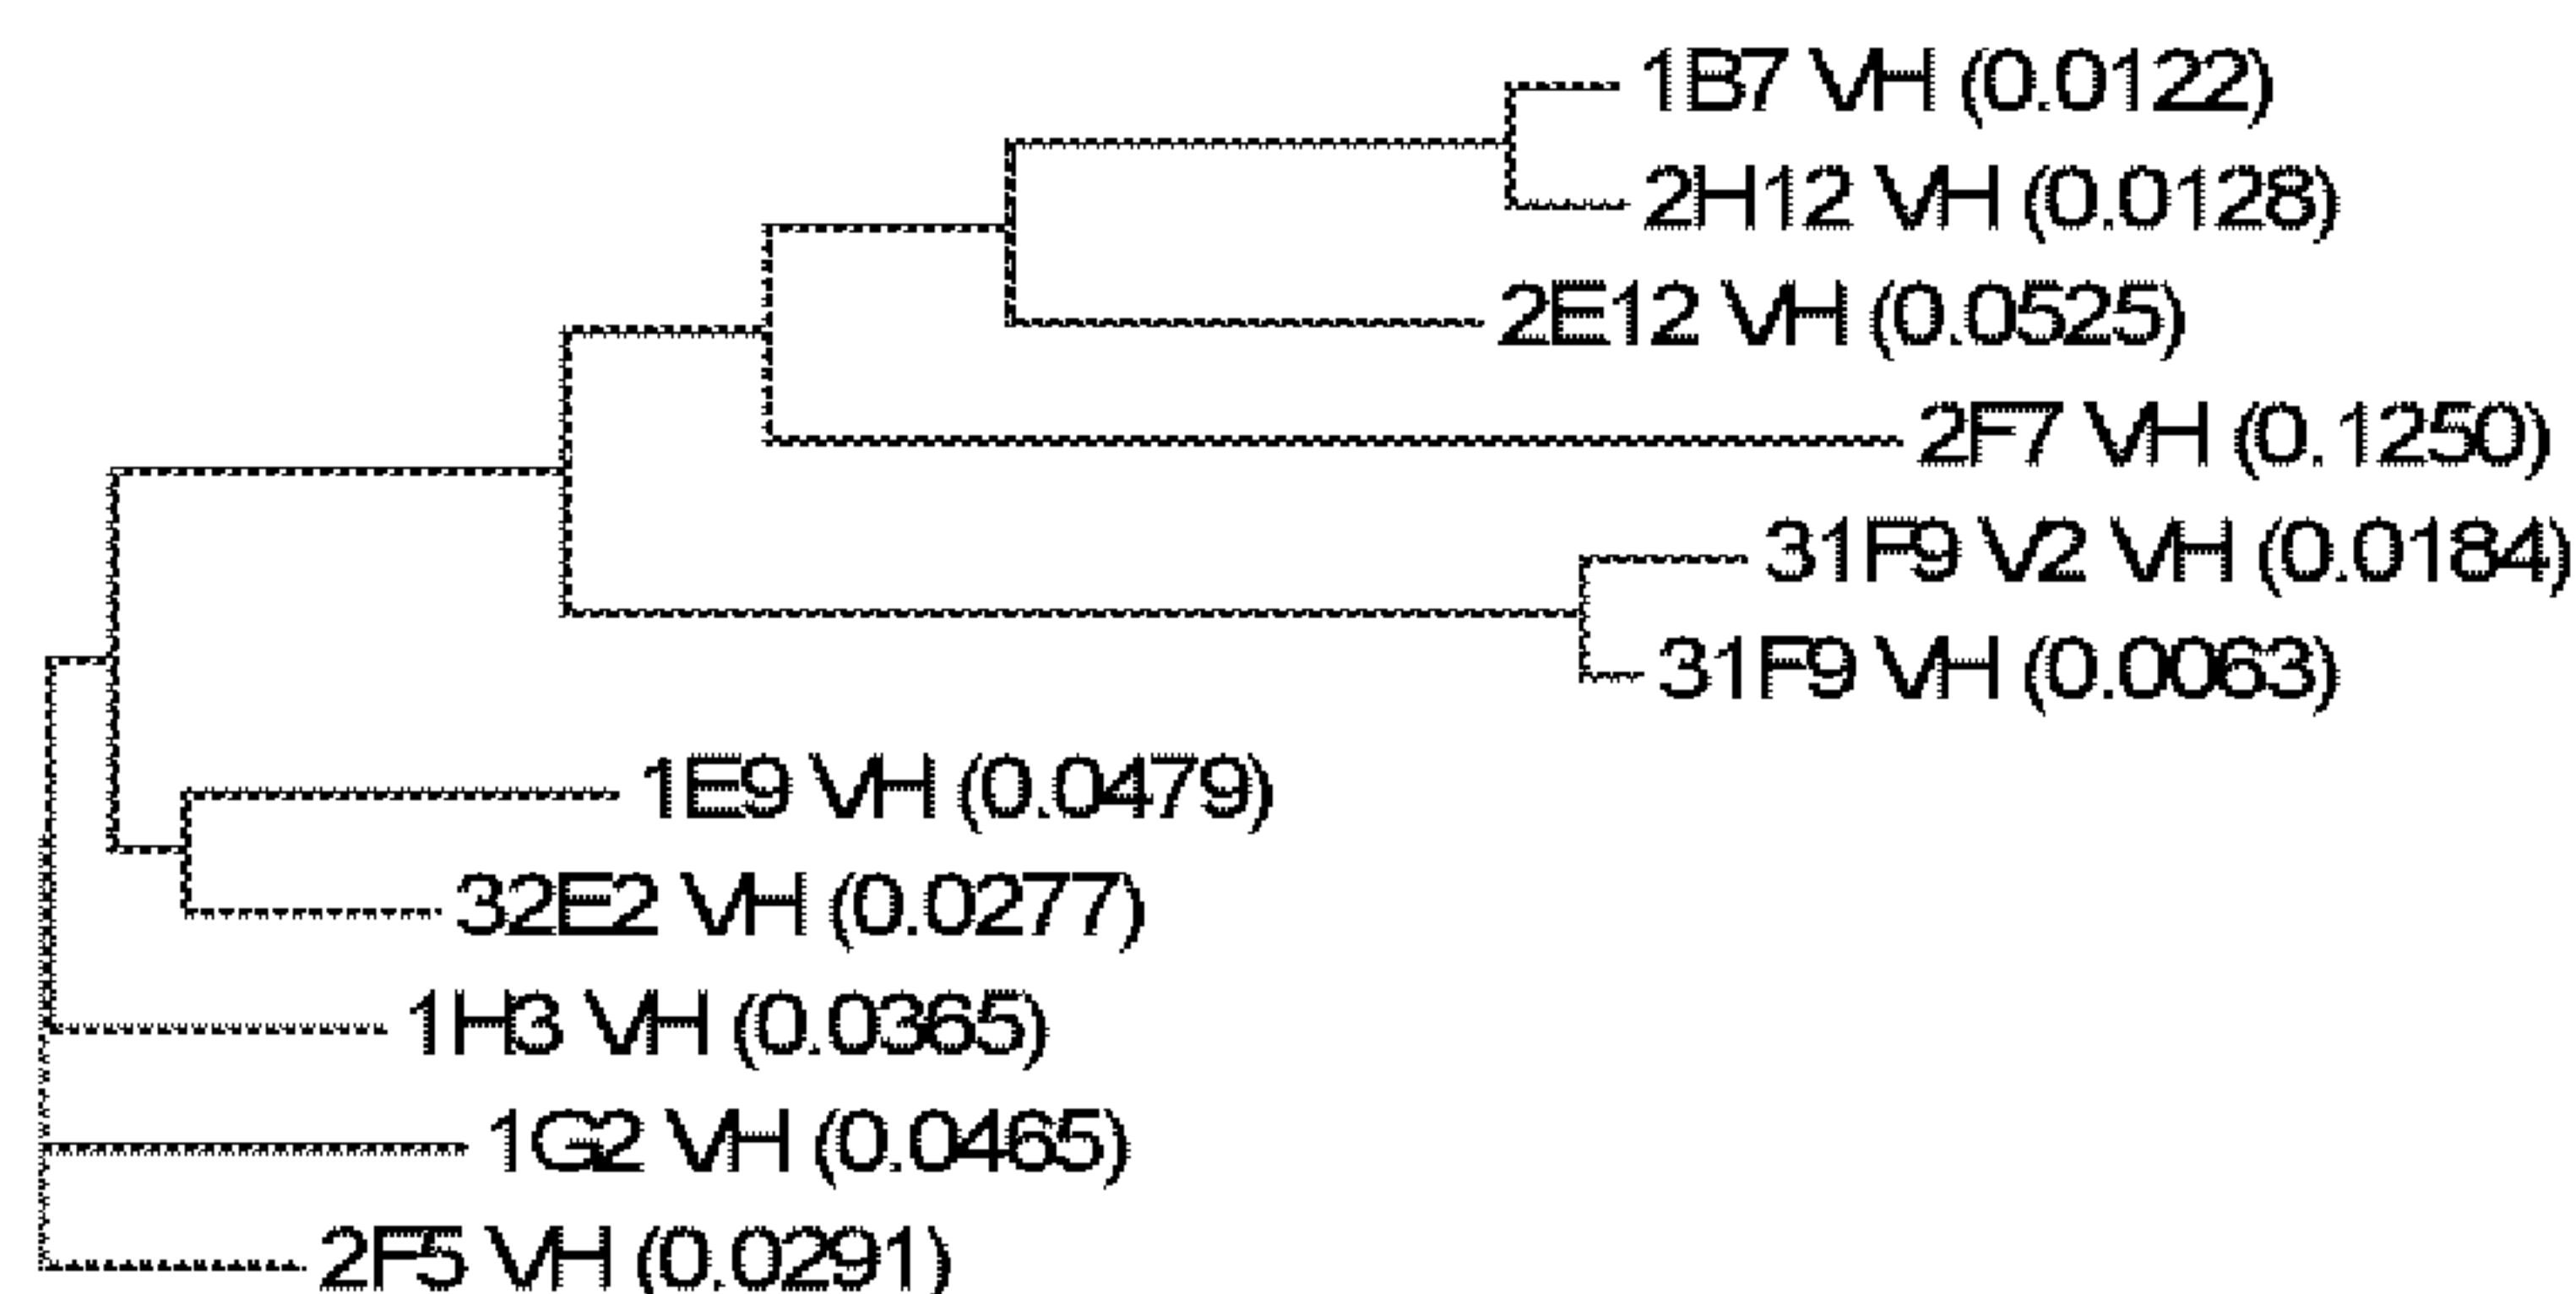 1B7 VH (0.0122)
2H12 VH (0.0128)
2E12 VH (0.0525)
2F7 VH (0.1250)
31F9 V2 VH (0.0184)
31F9 VH (0.0063)
1E9 VH (0.0479)
32E2 VH (0.0277)
1H3 VH (0.0365)
1G2 VH (0.0465)
2F5 VH (0.0291)